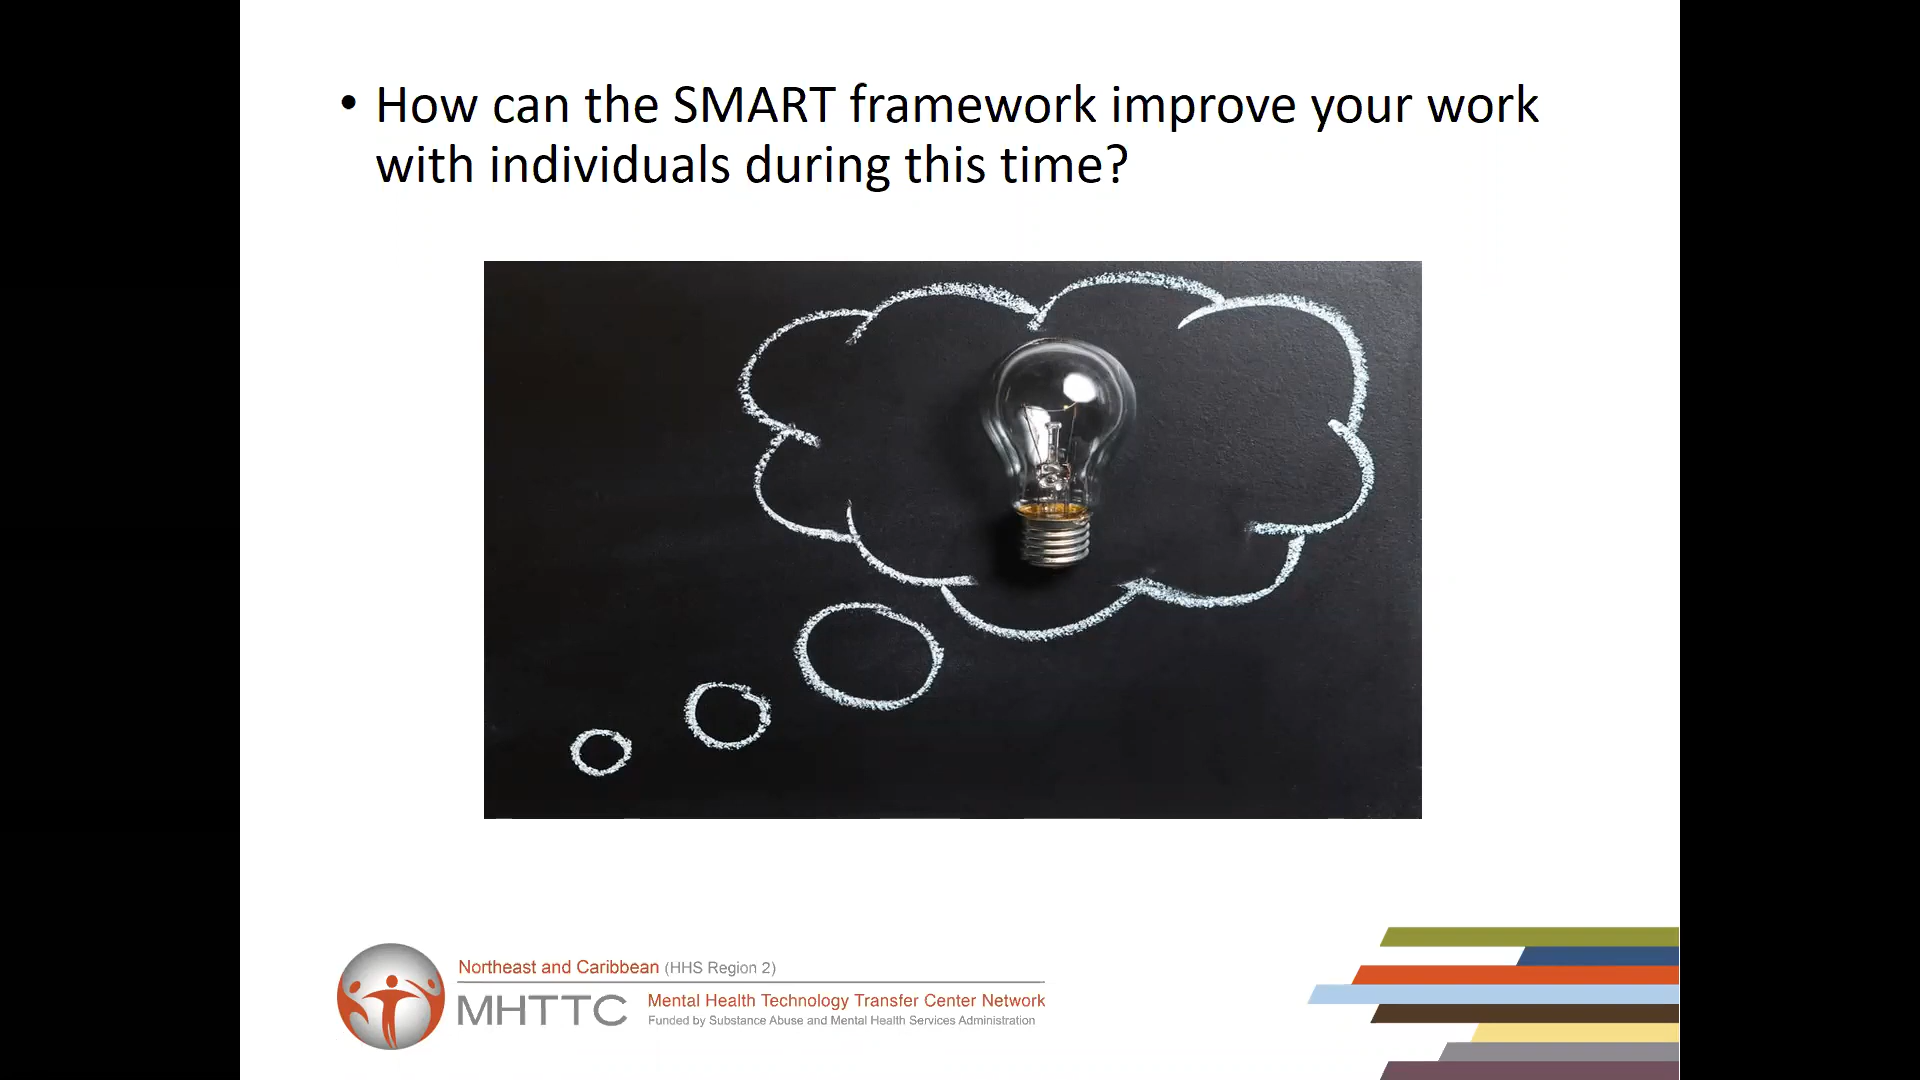 • How can the SMART framework improve your work
with individuals during this time?
Northeast and Caribbean (HHS Region 2)
MHTTC
Mental Health Technology Transfer Center Network
Funded by Substance Abuse and Mental Health Services Administration